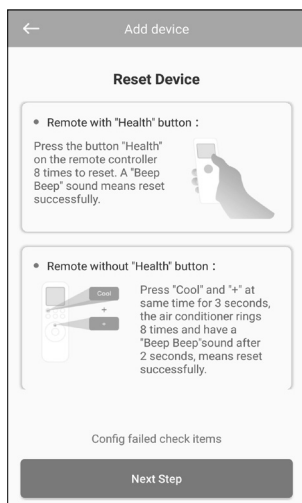 Add device
Reset Device
Remote with "Health" button :
Press the button "Health"
on the remote controller
8 times to reset. A "Beep
Beep" sound means reset
successfully.
Remote without "Health" button :
Cool
+
+
Press "Cool" and "+" at
same time for 3 seconds,
the air conditioner rings
8 times and have a
"Beep Beep"sound after
2 seconds, means reset
successfully.
Config failed check items
Next Step